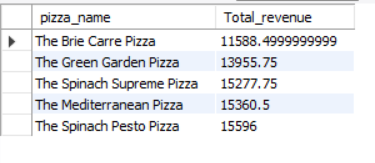 pizza_name Total_revenue
The Brie Carre Pizza 11588.4999999999
The Green Garden Pizza 13955.75
The Spinach Supreme Pizza 15277.75
The Mediterranean Pizza 15360.5
The Spinach Pesto Pizza 15596